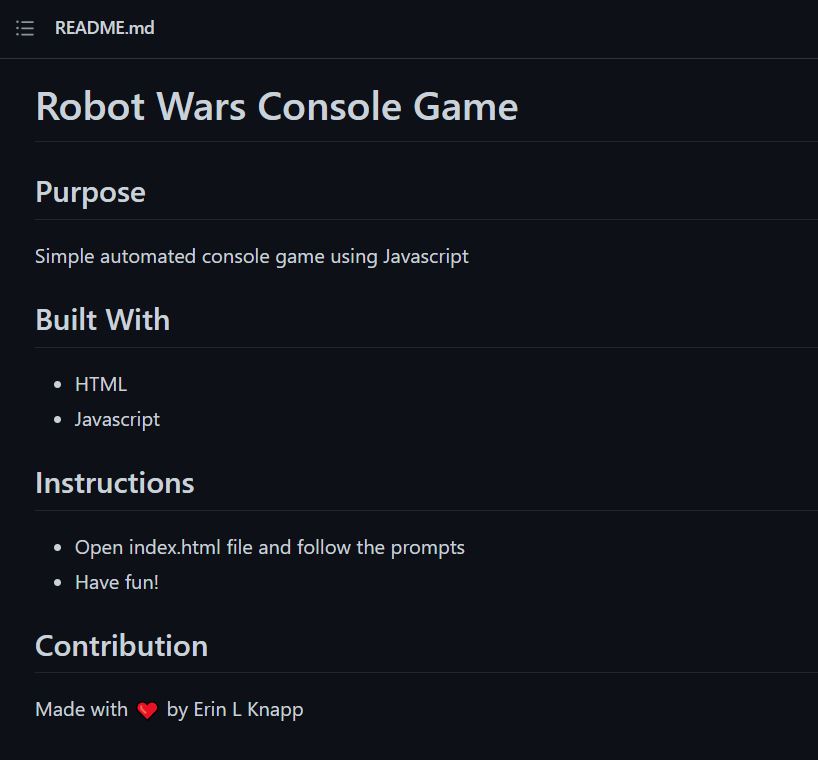 README.md
Robot Wars Console Game
Purpose
Simple automated console game using Javascript
Built With
HTML
Javascript
Instructions
Open index.html file and follow the prompts
Have fun!
Contribution
Made with ❤️ by Erin L Knapp